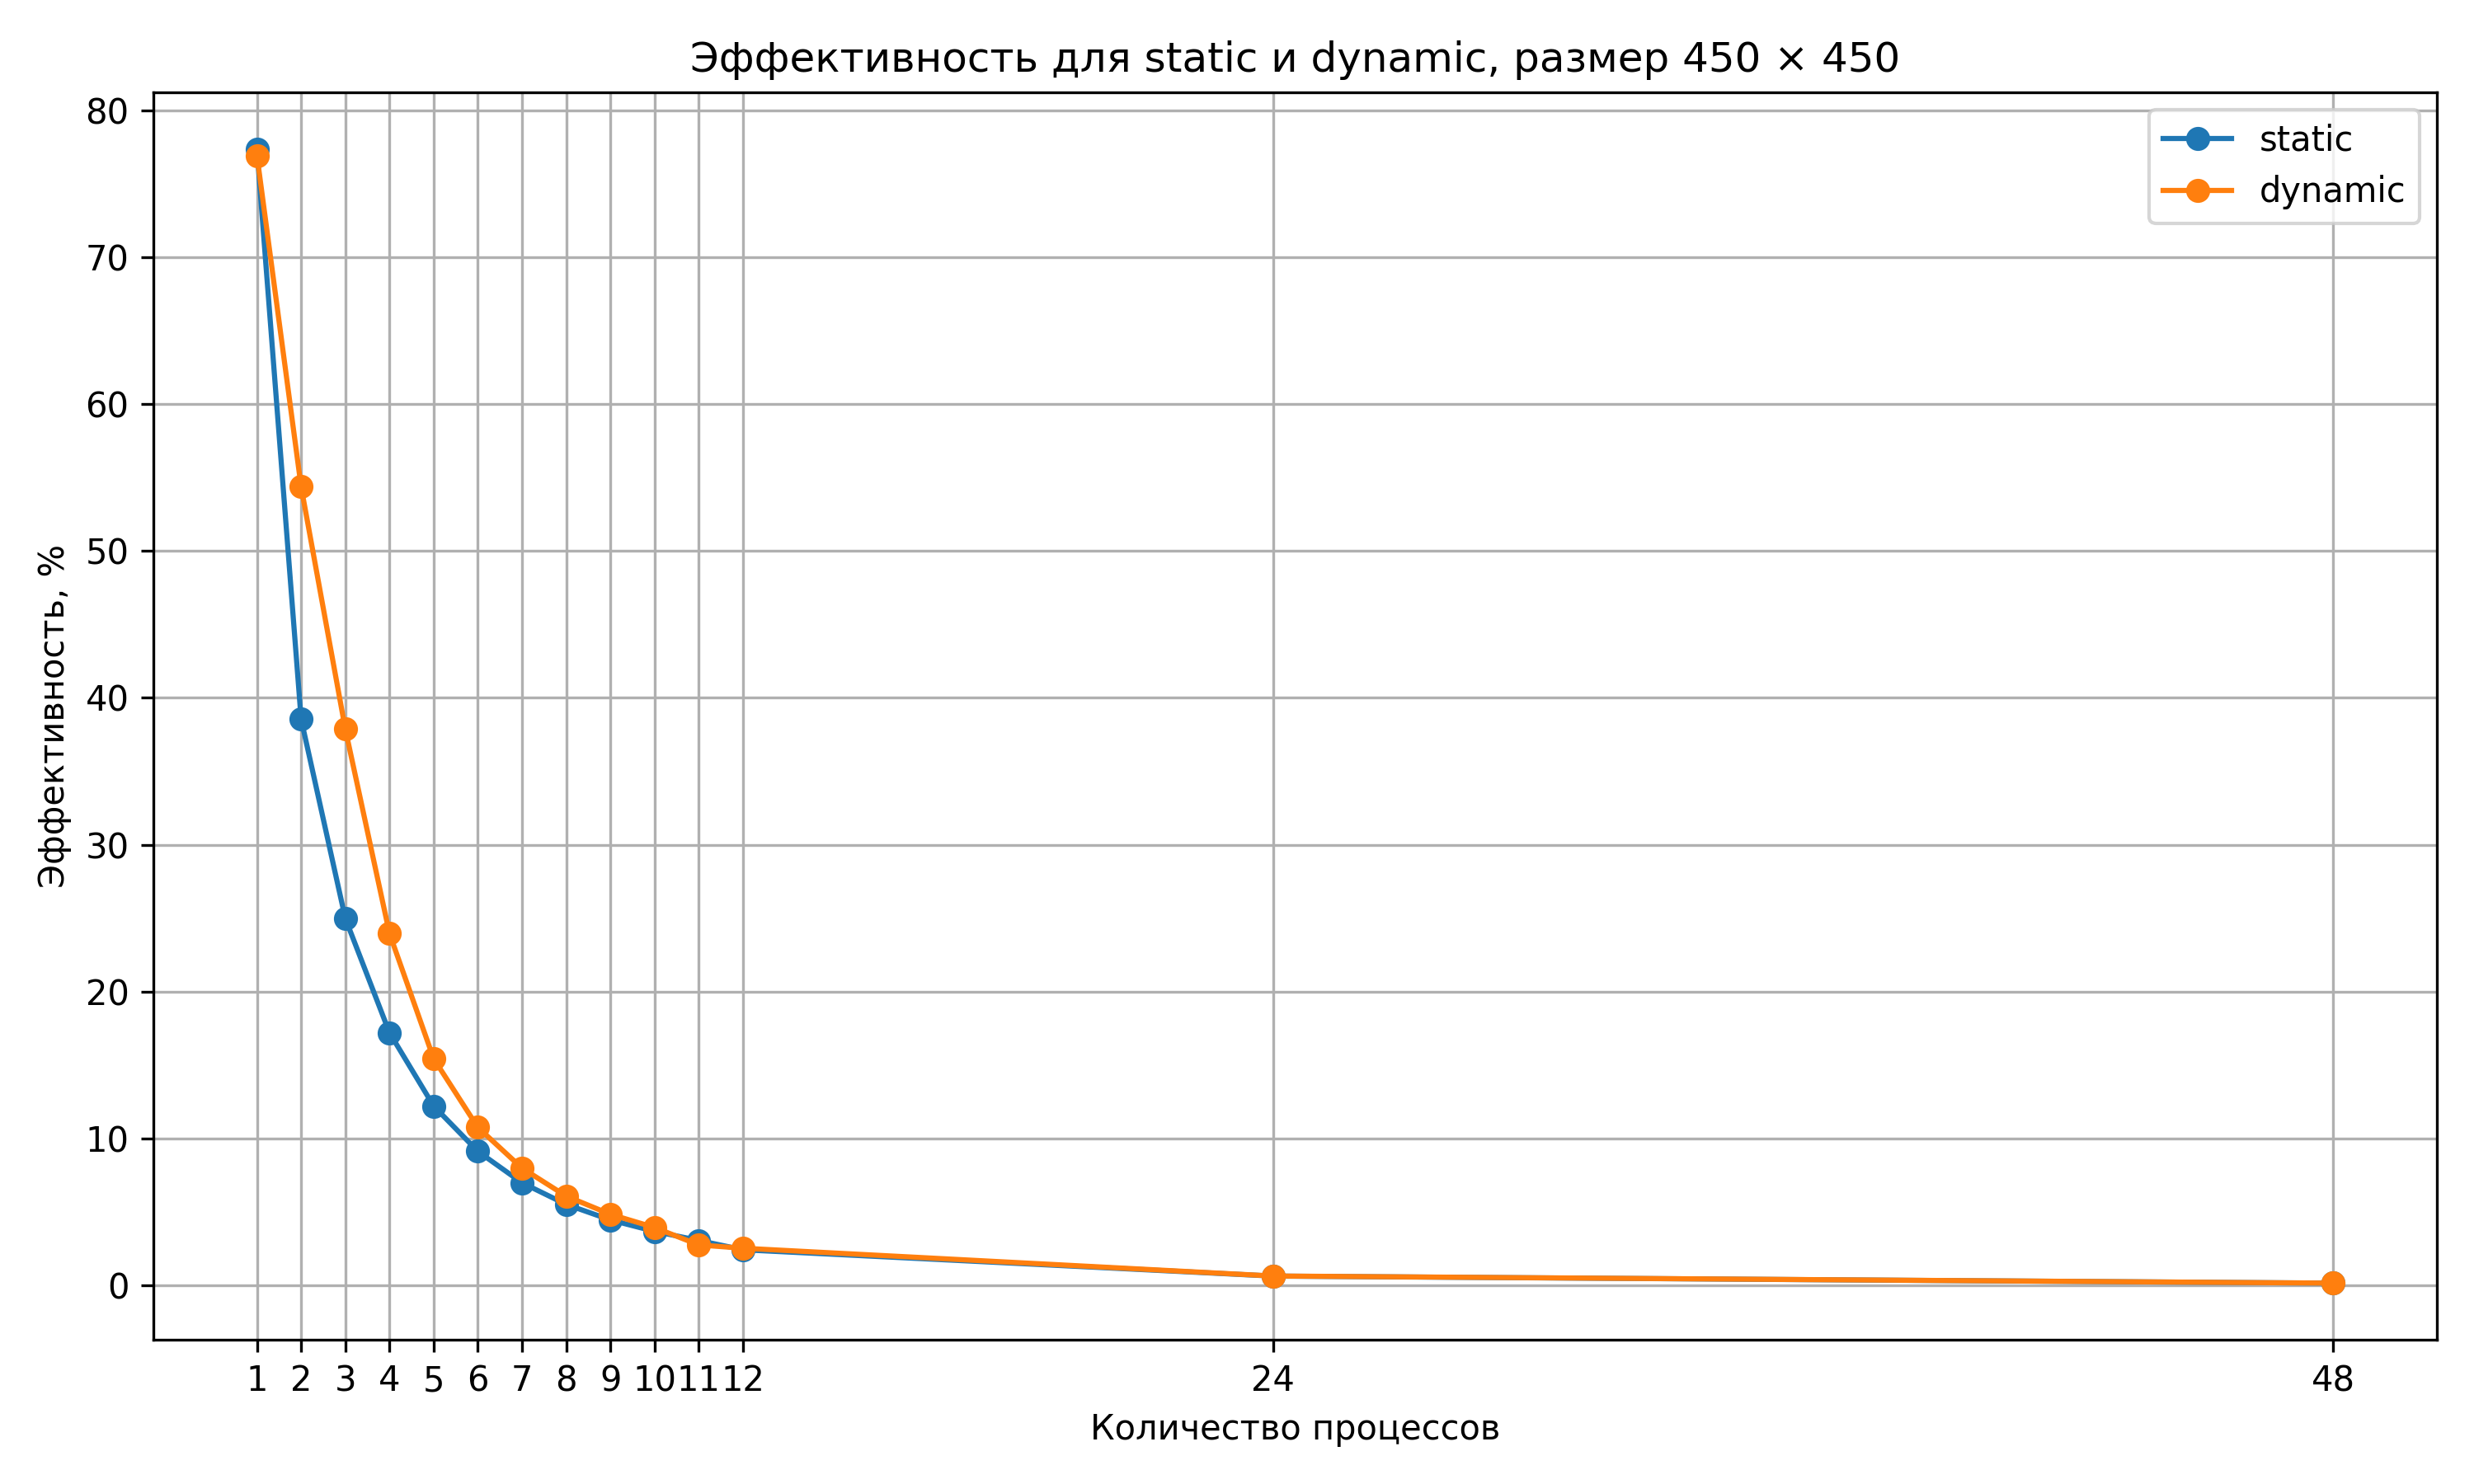 Эффективность для static и dynamic, размер 450 × 450
static
dynamic
Эффективность, %
80
70
60
50
40
30
20
10
0
1 2 3 4 5 6 7 8 9 10 11 12 24 48
Количество процессов